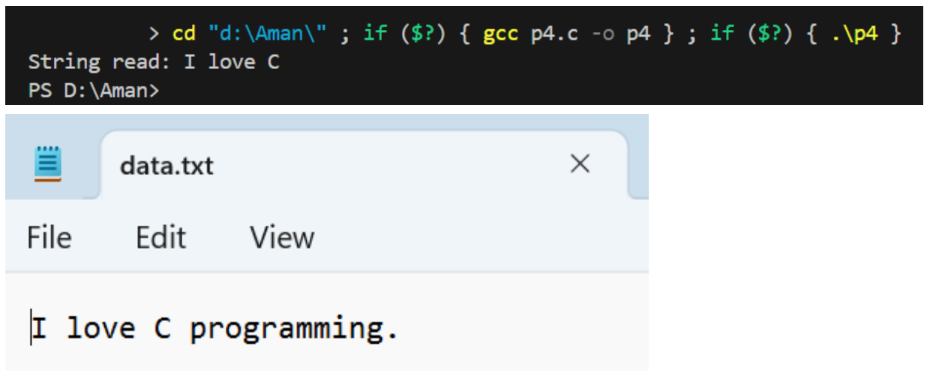 > cd "d:\Aman\" ; if ($?) { gcc p4.c -o p4 } ; if ($?) { .\p4 }
String read: I love C
PS D:\Aman>
data.txt
File Edit View
I love C programming.